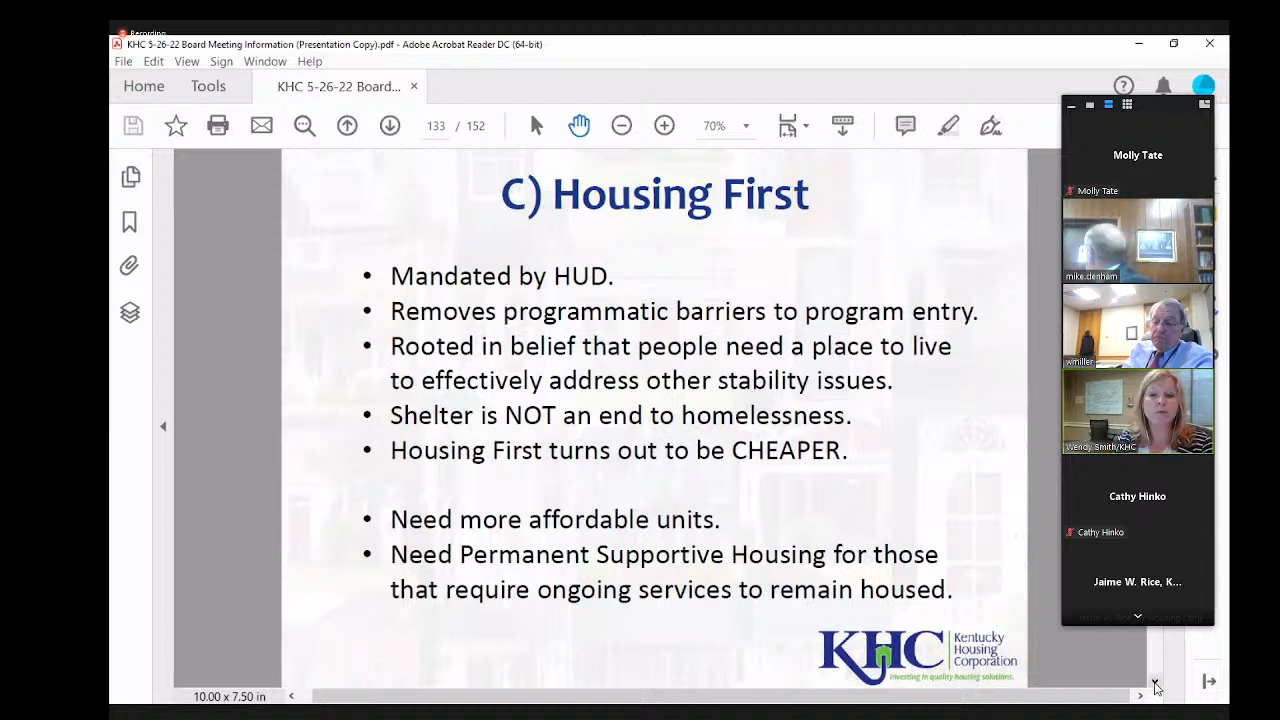 Recording
KHC 5-26-22 Board Meeting Information (Presentation Copy).pdf - Adobe Acrobat Reader DC (64-bit)
File Edit View Sign Window Help
Home Tools KHC 5-26-22 Board...
133 / 152 70%
C) Housing First
• Mandated by HUD.
• Removes programmatic barriers to program entry.
• Rooted in belief that people need a place to live
to effectively address other stability issues.
• Shelter is NOT an end to homelessness.
• Housing First turns out to be CHEAPER.
• Need more affordable units.
• Need Permanent Supportive Housing for those
that require ongoing services to remain housed.
KHC
Kentucky
Housing
Corporation
investing in quality housing solutions.
10.00 x 7.50 in
Molly Tate
Molly Tate
mike.denham
wmiller
Wendy Smith/KHC
Cathy Hinko
Cathy Hinko
Jaime W. Rice, K...